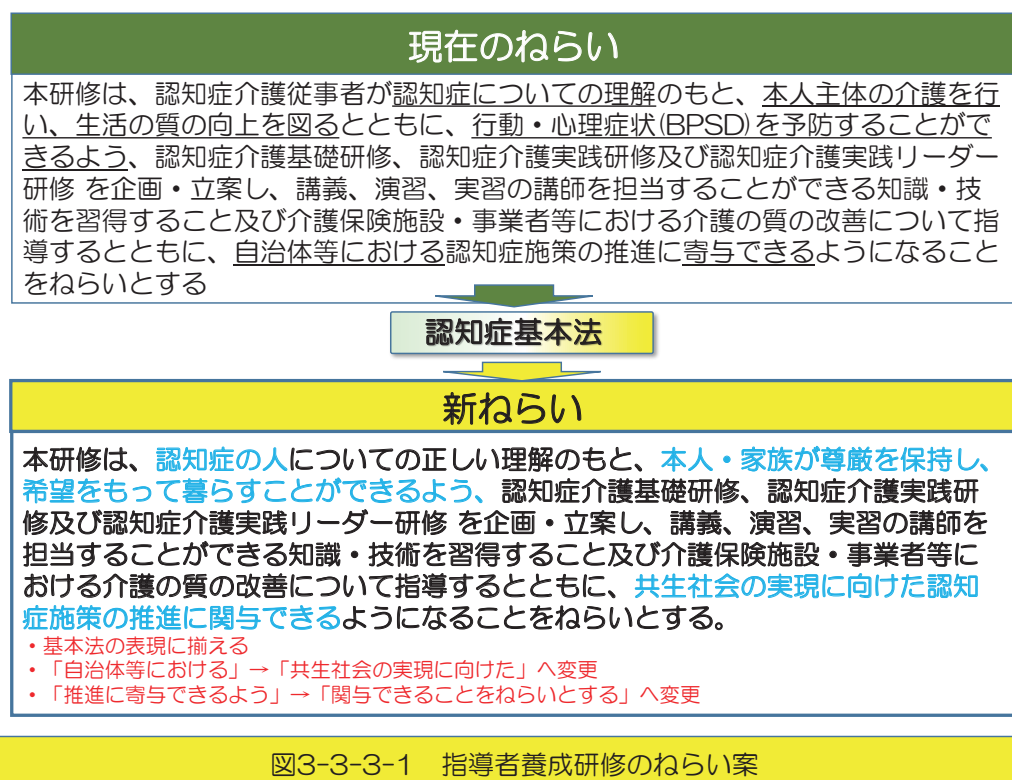 現在のねらい
本研修は、認知症介護従事者が認知症についての理解のもと、本人主体の介護を行
い、生活の質の向上を図るとともに、行動・心理症状(BPSD)を予防することがで
きるよう、認知症介護基礎研修、認知症介護実践研修及び認知症介護実践リーダー
研修 を企画・立案し、講義、演習、実習の講師を担当することができる知識・技
術を習得すること及び介護保険施設・事業者等における介護の質の改善について指
導するとともに、自治体等における認知症施策の推進に寄与できるようになること
をねらいとする
認知症基本法
新ねらい
本研修は、認知症の人についての正しい理解のもと、本人・家族が尊厳を保持し、
希望をもって暮らすことができるよう、認知症介護基礎研修、認知症介護実践研
修及び認知症介護実践リーダー研修 を企画・立案し、講義、演習、実習の講師を
担当することができる知識・技術を習得すること及び介護保険施設・事業者等に
おける介護の質の改善について指導するとともに、共生社会の実現に向けた認知
症施策の推進に関与できるようになることをねらいとする。
・基本法の表現に揃える
・「自治体等における」→「共生社会の実現に向けた」へ変更
・「推進に寄与できるよう」→「関与できることをねらいとする」へ変更
図3-3-3-1 指導者養成研修のねらい案